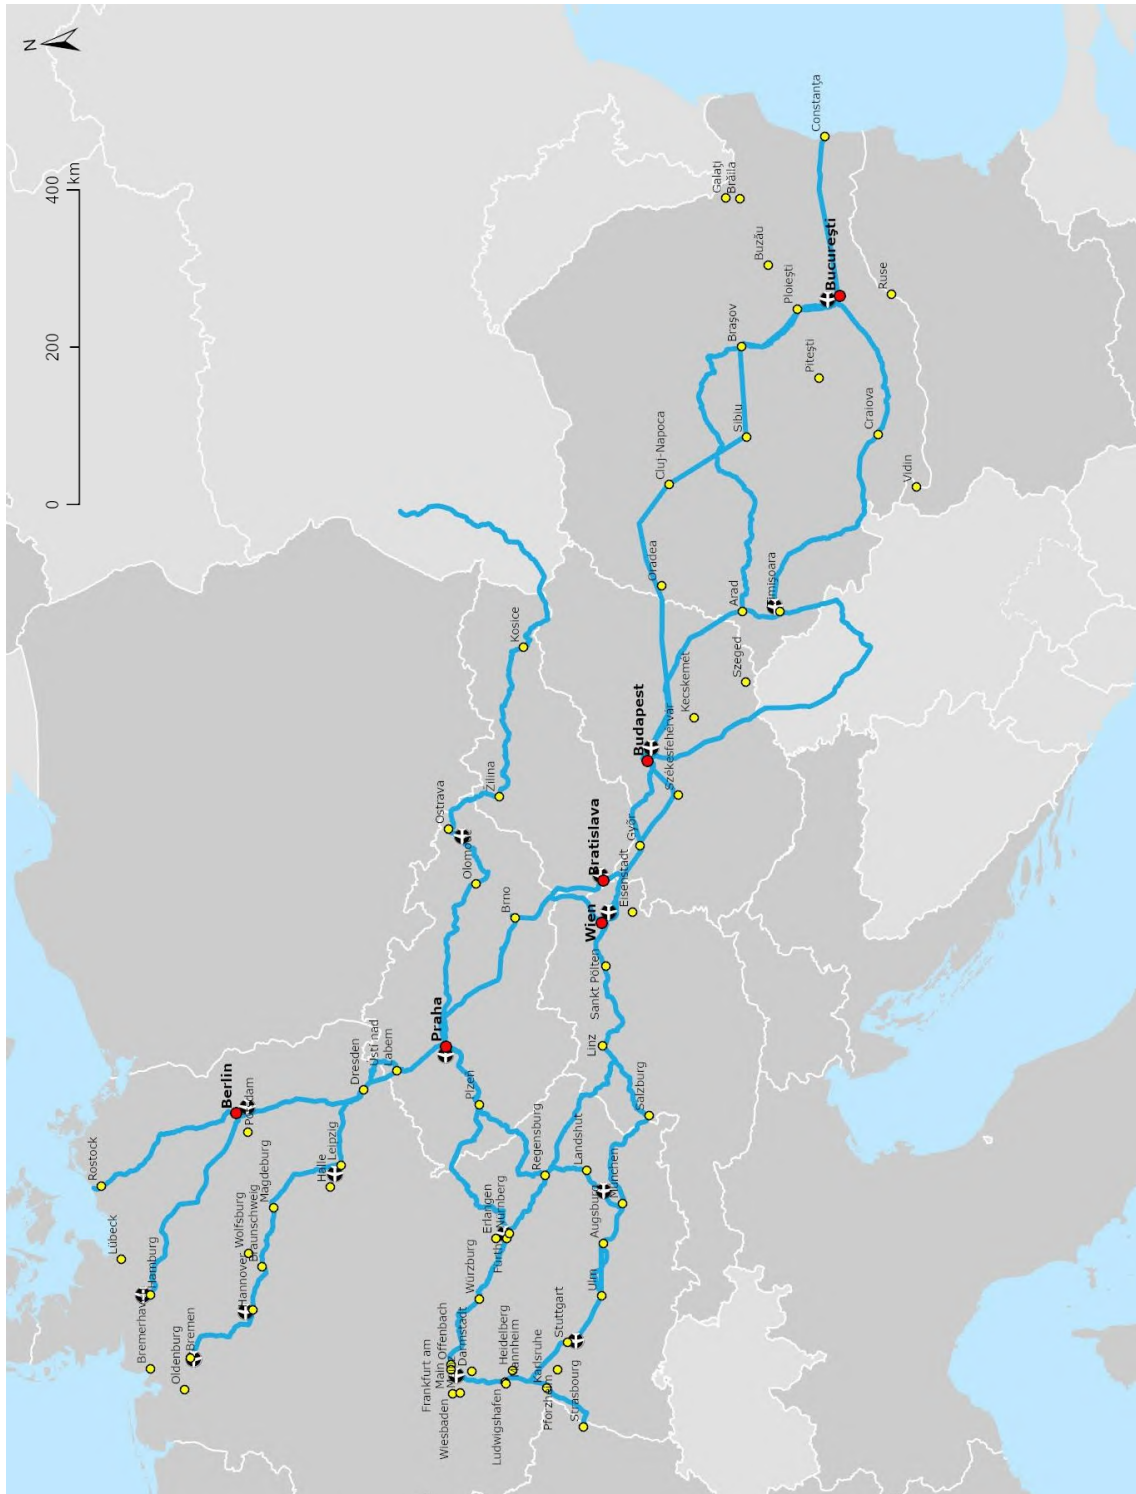 N
0
200
400
km
Rostock
Lübeck
Hamburg
Bremerhaven
Oldenburg
Bremen
Berlin
Potsdam
Hannover
Wolfsburg
Braunschweig
Magdeburg
Halle
Leipzig
Dresden
Ústí nad
Labem
Praha
Plzeň
Ostrava
Olomouc
Žilina
Brno
Kosice
Frankfurt am
Main
Offenbach
Wiesbaden
Darmstadt
Würzburg
Erlangen
Fürth
Nürnberg
Ludwigshafen
Heidelberg
Mannheim
Karlsruhe
Pforzheim
Stuttgart
Strasbourg
Regensburg
Landshut
Ulm
Augsburg
München
Salzburg
Linz
Sankt Pölten
Wien
Bratislava
Eisenstadt
Győr
Budapest
Székesfehérvár
Kecskemét
Szeged
Oradea
Cluj-Napoca
Arad
Timișoara
Sibiu
Brașov
Galați
Brăila
Buzău
Ploiești
Pitești
București
Constanța
Craiova
Ruse
Vidin